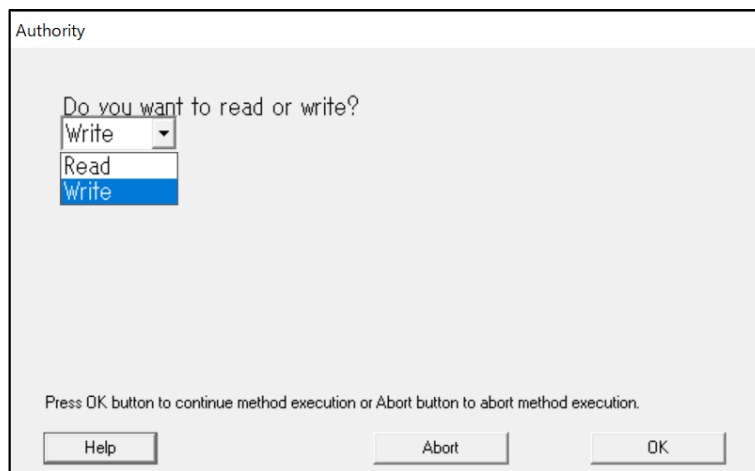 Authority
Do you want to read or write?
Write
Read
Write
Press OK button to continue method execution or Abort button to abort method execution.
Help Abort OK